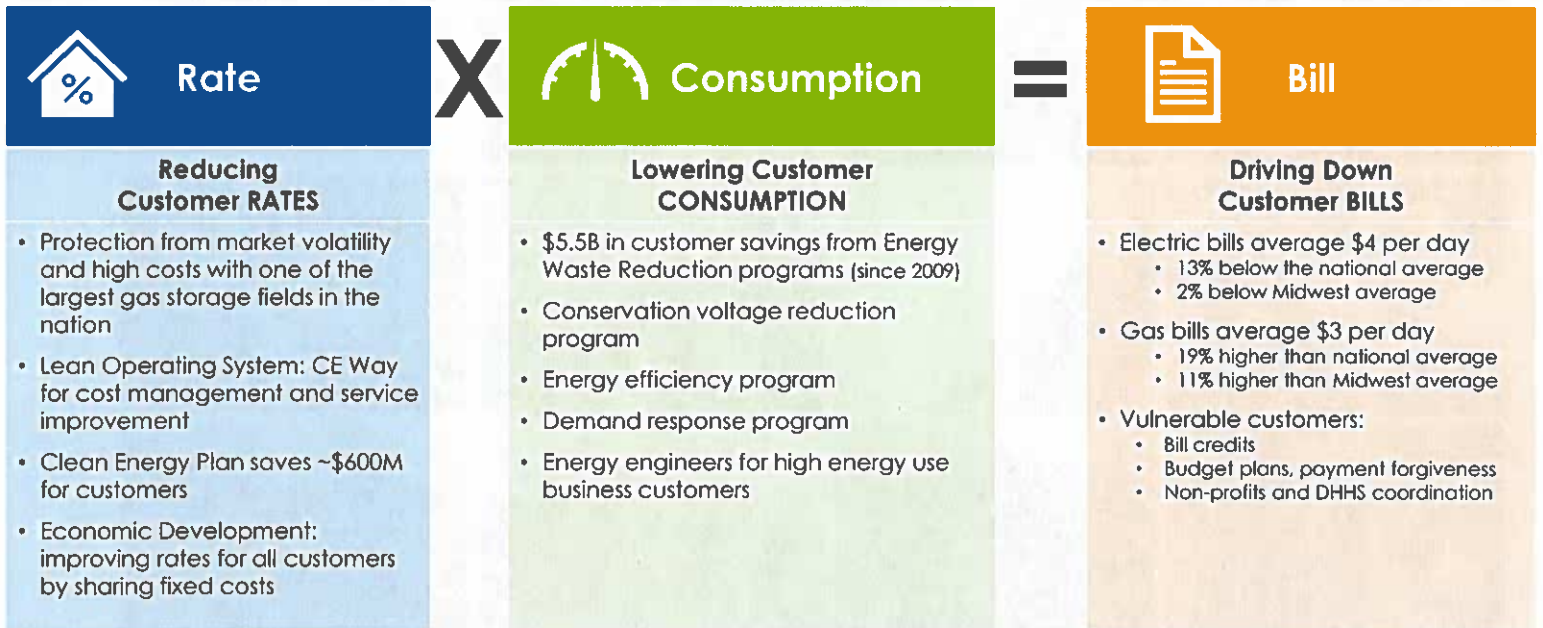 %
Rate
X
Consumption
=
Bill
Reducing
Customer RATES
• Protection from market volatility
and high costs with one of the
largest gas storage fields in the
nation
• Lean Operating System: CE Way
for cost management and service
improvement
• Clean Energy Plan saves ~$600M
for customers
• Economic Development:
improving rates for all customers
by sharing fixed costs
Lowering Customer
CONSUMPTION
• $5.5B in customer savings from Energy
Waste Reduction programs (since 2009)
• Conservation voltage reduction
program
• Energy efficiency program
• Demand response program
• Energy engineers for high energy use
business customers
Driving Down
Customer BILLS
• Electric bills average $4 per day
• 13% below the national average
• 2% below Midwest average
• Gas bills average $3 per day
• 19% higher than national average
• 11% higher than Midwest average
• Vulnerable customers:
• Bill credits
• Budget plans, payment forgiveness
• Non-profits and DHHS coordination